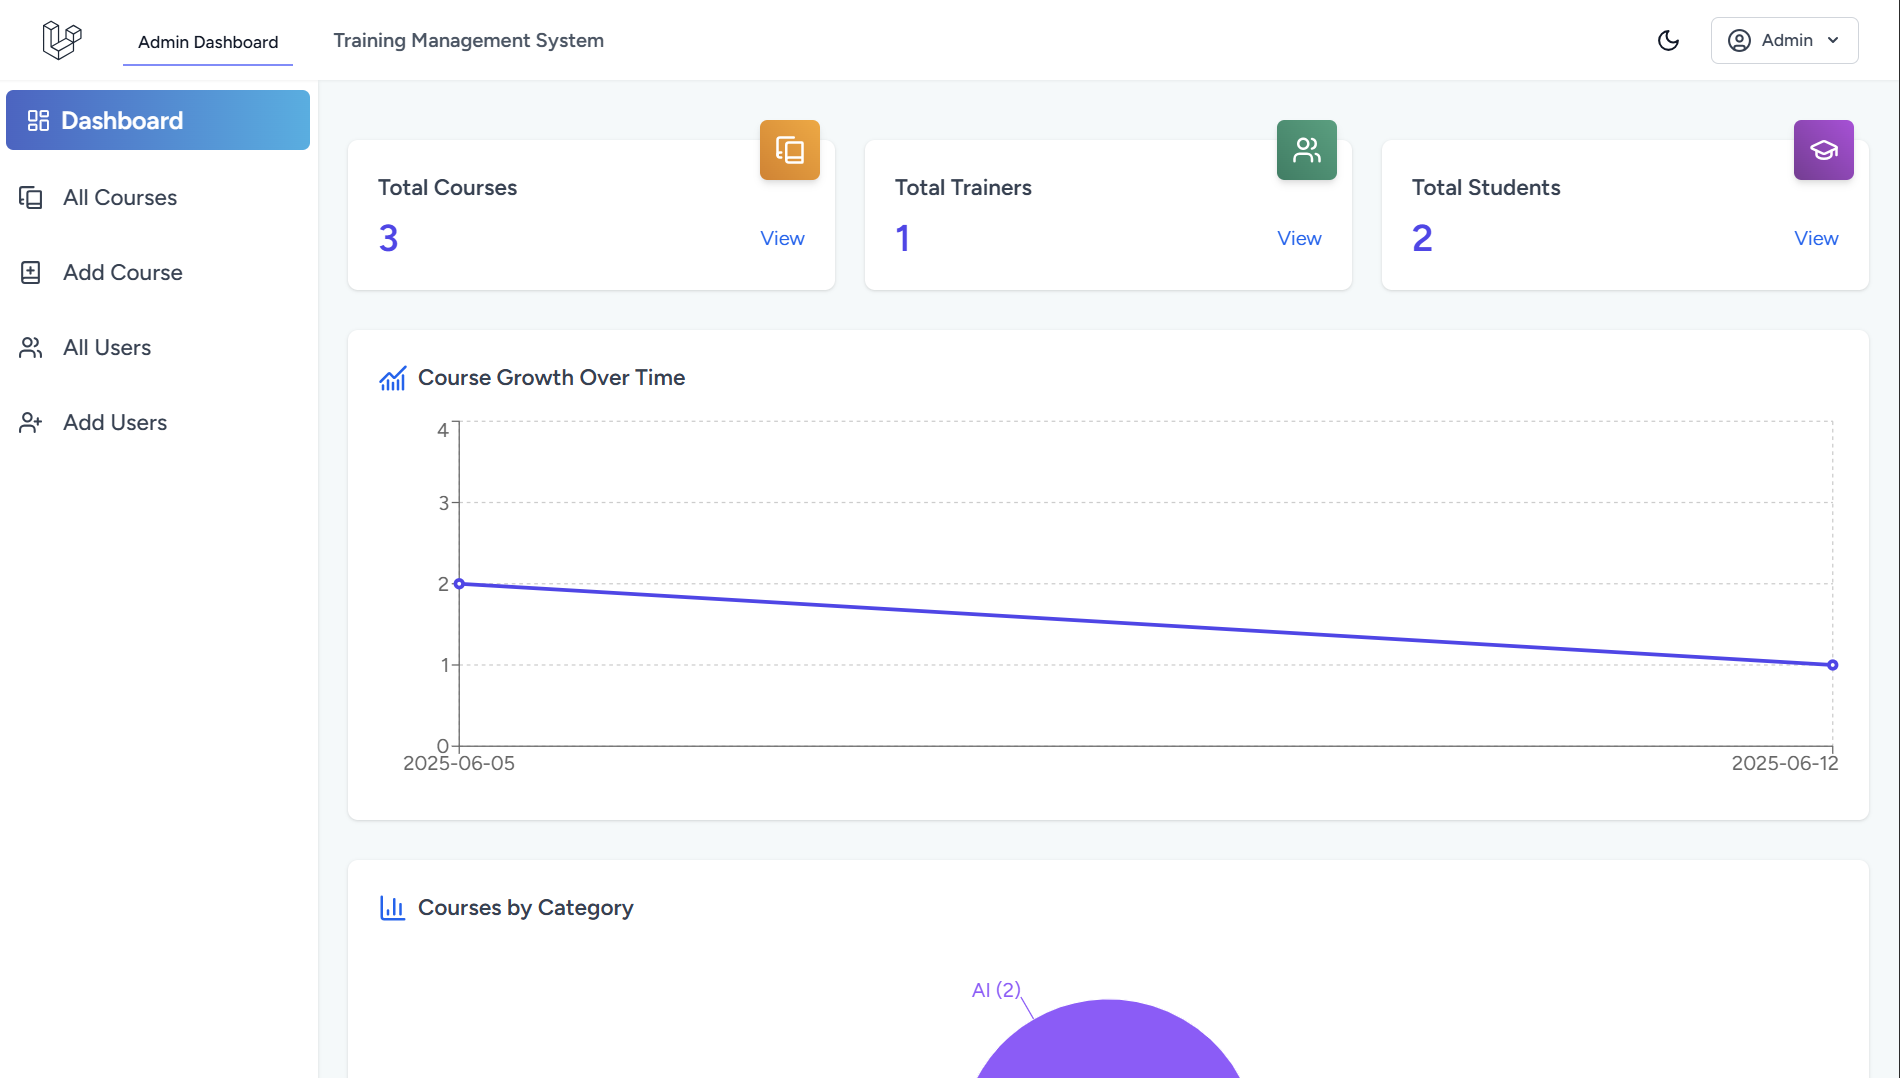 Admin Dashboard
Training Management System
Admin
Dashboard
All Courses
Add Course
All Users
Add Users
Total Courses
3
View
Total Trainers
1
View
Total Students
2
View
Course Growth Over Time
4
3
2
1
0
2025-06-05
2025-06-12
Courses by Category
AI (2)